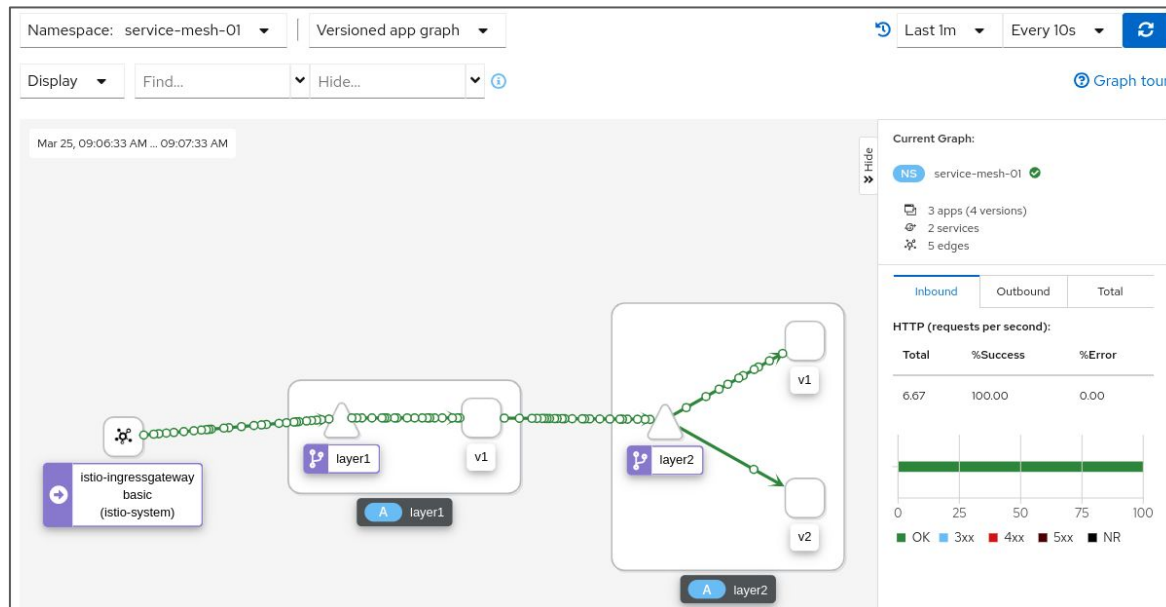 Namespace: service-mesh-01
Versioned app graph
Last 1m
Every 10s
Display
Find...
Hide...
Graph tour
Mar 25, 09:06:33 AM ... 09:07:33 AM
Hide
Current Graph:
NS service-mesh-01
3 apps (4 versions)
2 services
5 edges
Inbound Outbound Total
HTTP (requests per second):
Total %Success %Error
6.67 100.00 0.00
0 25 50 75 100
OK 3xx 4xx 5xx NR
istio-ingressgateway
basic
(istio-system)
layer1
v1
A layer1
layer2
v1
v2
A layer2